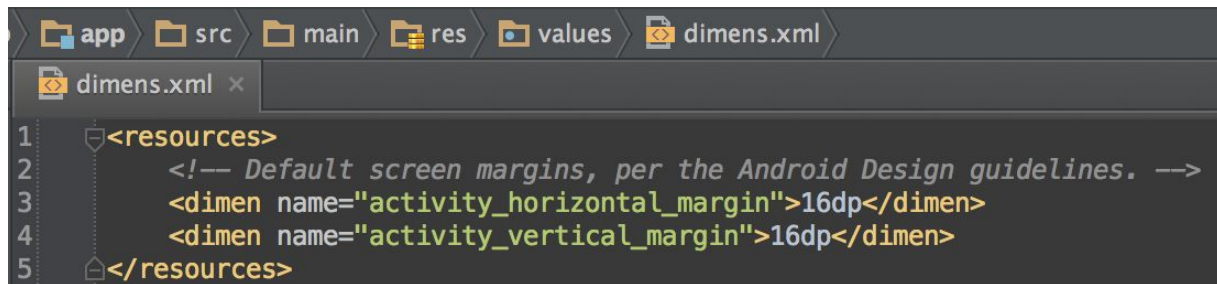 app src main res values dimens.xml
dimens.xml ×
1 <resources>
2 <!-- Default screen margins, per the Android Design guidelines. -->
3 <dimen name="activity_horizontal_margin">16dp</dimen>
4 <dimen name="activity_vertical_margin">16dp</dimen>
5 </resources>